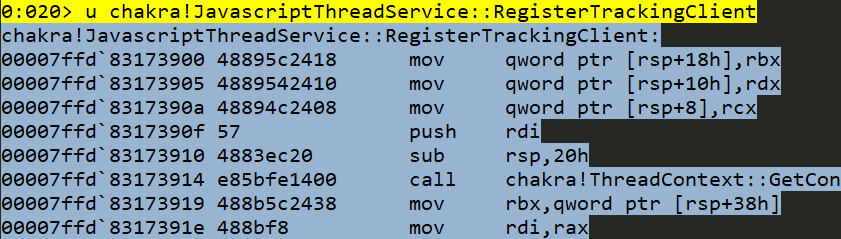 0:020> u chakra!JavascriptThreadService::RegisterTrackingClient
chakra!JavascriptThreadService::RegisterTrackingClient:
00007ffd`83173900 48895c2418 mov qword ptr [rsp+18h],rbx
00007ffd`83173905 4889542410 mov qword ptr [rsp+10h],rdx
00007ffd`8317390a 48894c2408 mov qword ptr [rsp+8],rcx
00007ffd`8317390f 57 push rdi
00007ffd`83173910 4883ec20 sub rsp,20h
00007ffd`83173914 e85bfe1400 call chakra!ThreadContext::GetCon
00007ffd`83173919 488b5c2438 mov rbx,qword ptr [rsp+38h]
00007ffd`8317391e 488bf8 mov rdi,rax